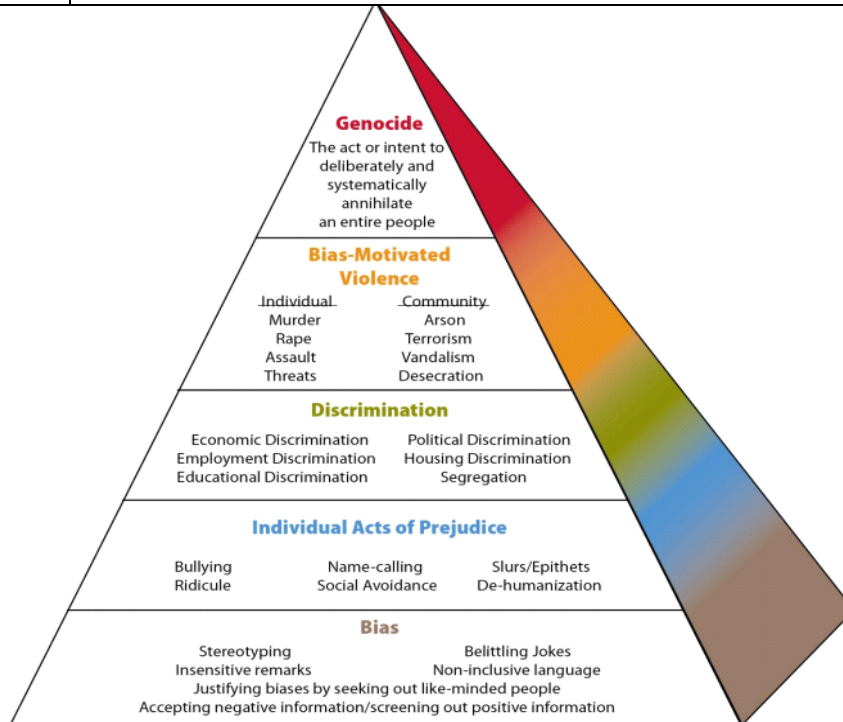 Genocide
The act or intent to
deliberately and
systematically
annihilate
an entire people
Bias-Motivated
Violence
Individual Community
Murder Arson
Rape Terrorism
Assault Vandalism
Threats Desecration
Discrimination
Economic Discrimination Political Discrimination
Employment Discrimination Housing Discrimination
Educational Discrimination Segregation
Individual Acts of Prejudice
Bullying Name-calling Slurs/Epithets
Ridicule Social Avoidance De-humanization
Bias
Stereotyping Belittling Jokes
Insensitive remarks Non-inclusive language
Justifying biases by seeking out like-minded people
Accepting negative information/screening out positive information